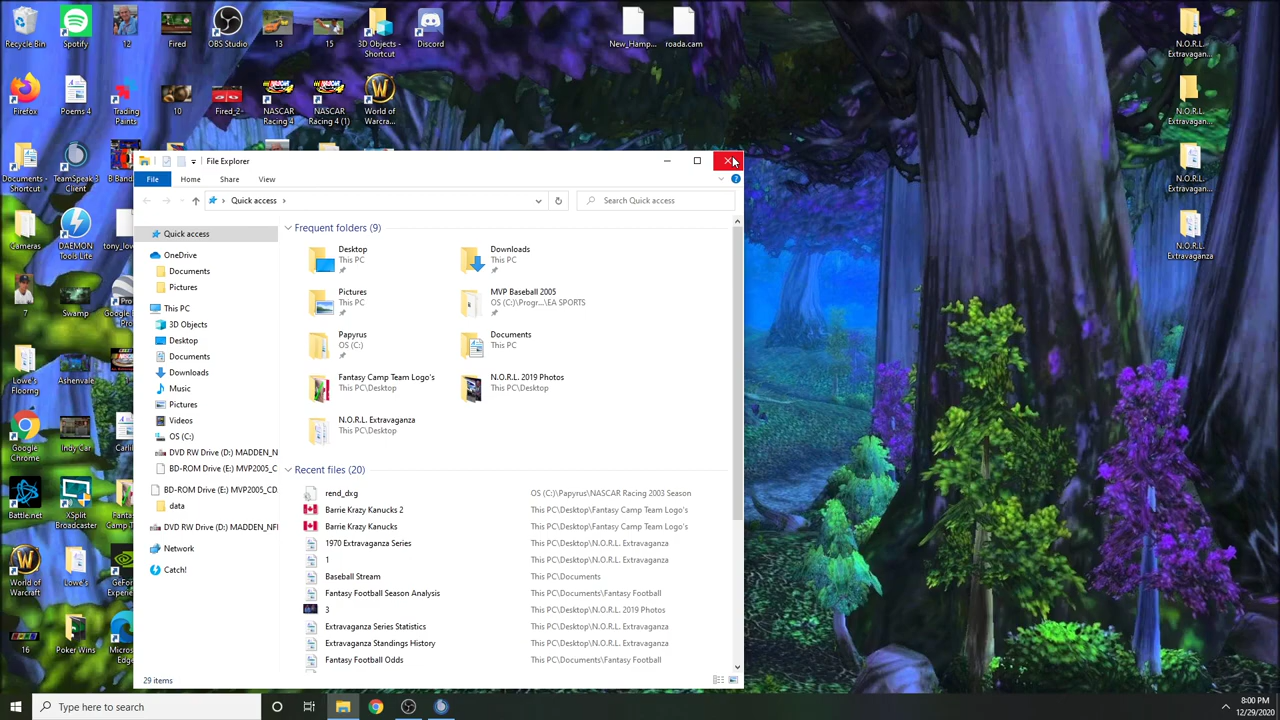 Recycle Bin
Spotify
12
Fired
OBS Studio
13
15
3D Objects - Shortcut
Discord
New_Hamp...
roada.cam
N.O.R.L. Extravagan...
Firefox
Poems 4
Trading Paints
10
Fired_2-
NASCAR Racing 4
NASCAR Racing 4 (1)
World of Warcra...
N.O.R.L. Extravagan...
Documents - Shortcut
TeamSpeak 3 Client
N.O.R.L. Extravagan...
Cameras
DAEMON Tools Lite
N.O.R.L. Extravaganza
7
Swamp
Lowe's Floorng
Ashenvale
Google Chrome
Indy Car
Battle.net
XSplit Broadcaster
World of Warcraft
Lowe's
16
Poker Wins
File Explorer
File Home Share View
Quick access
Search Quick access
Quick access
OneDrive
Documents
Pictures
This PC
3D Objects
Desktop
Documents
Downloads
Music
Pictures
Videos
OS (C:)
DVD RW Drive (D:) MADDEN_N
BD-ROM Drive (E:) MVP2005_C
BD-ROM Drive (E:) MVP2005_CD
data
DVD RW Drive (D:) MADDEN_NF
Network
Catch!
Frequent folders (9)
Desktop
This PC
Downloads
This PC
Pictures
This PC
MVP Baseball 2005
OS (C:)\Progr...\EA SPORTS
Papyrus
OS (C:)
Documents
This PC
Fantasy Camp Team Logo's
This PC\Desktop
N.O.R.L. 2019 Photos
This PC\Desktop
N.O.R.L. Extravaganza
This PC\Desktop
Recent files (20)
rend_dxg OS (C:)\Papyrus\NASCAR Racing 2003 Season
Barrie Krazy Kanucks 2 This PC\Desktop\Fantasy Camp Team Logo's
Barrie Krazy Kanucks This PC\Desktop\Fantasy Camp Team Logo's
1970 Extravaganza Series This PC\Desktop\N.O.R.L. Extravaganza
1 This PC\Desktop\N.O.R.L. Extravaganza
Baseball Stream This PC\Documents
Fantasy Football Season Analysis This PC\Documents\Fantasy Football
3 This PC\Desktop\N.O.R.L. 2019 Photos
Extravaganza Series Statistics This PC\Desktop\N.O.R.L. Extravaganza
Extravaganza Standings History This PC\Desktop\N.O.R.L. Extravaganza
Fantasy Football Odds This PC\Documents\Fantasy Football
29 items
Type here to search
8:00 PM
12/29/2020